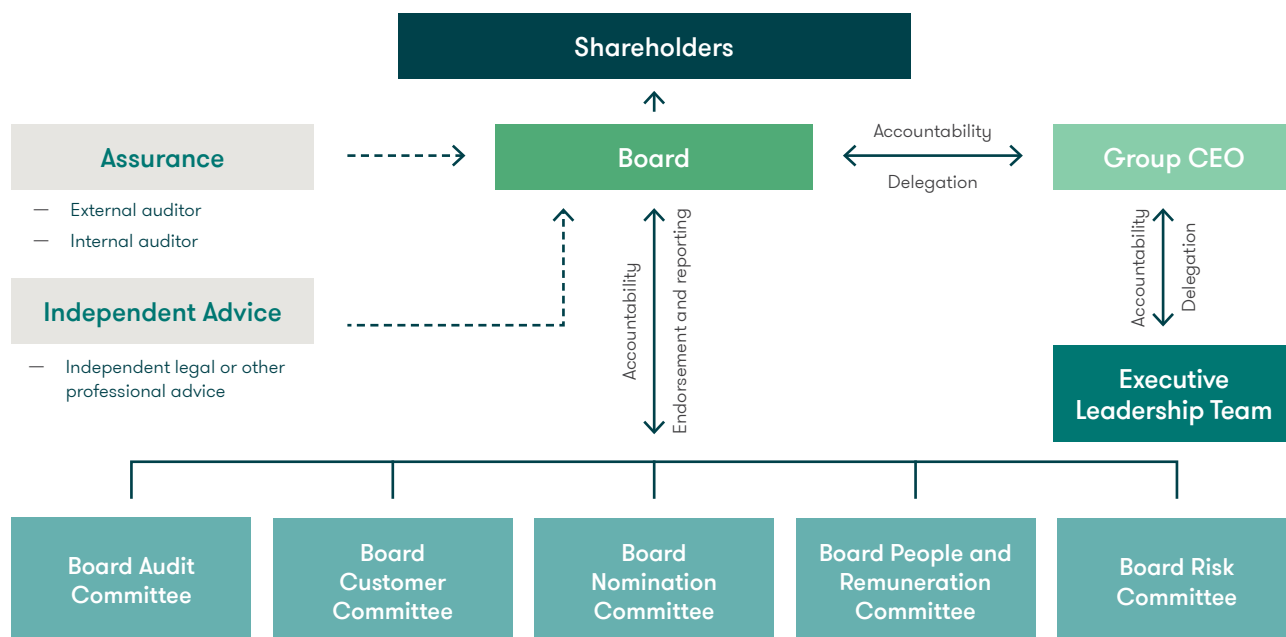 Shareholders
Assurance
Board
Accountability
Delegation
Group CEO
— External auditor
— Internal auditor
Independent Advice
— Independent legal or other
professional advice
Accountability
Endorsement and reporting
Accountability
Delegation
Executive
Leadership Team
Board Audit
Committee
Board
Customer
Committee
Board
Nomination
Committee
Board People and
Remuneration
Committee
Board Risk
Committee